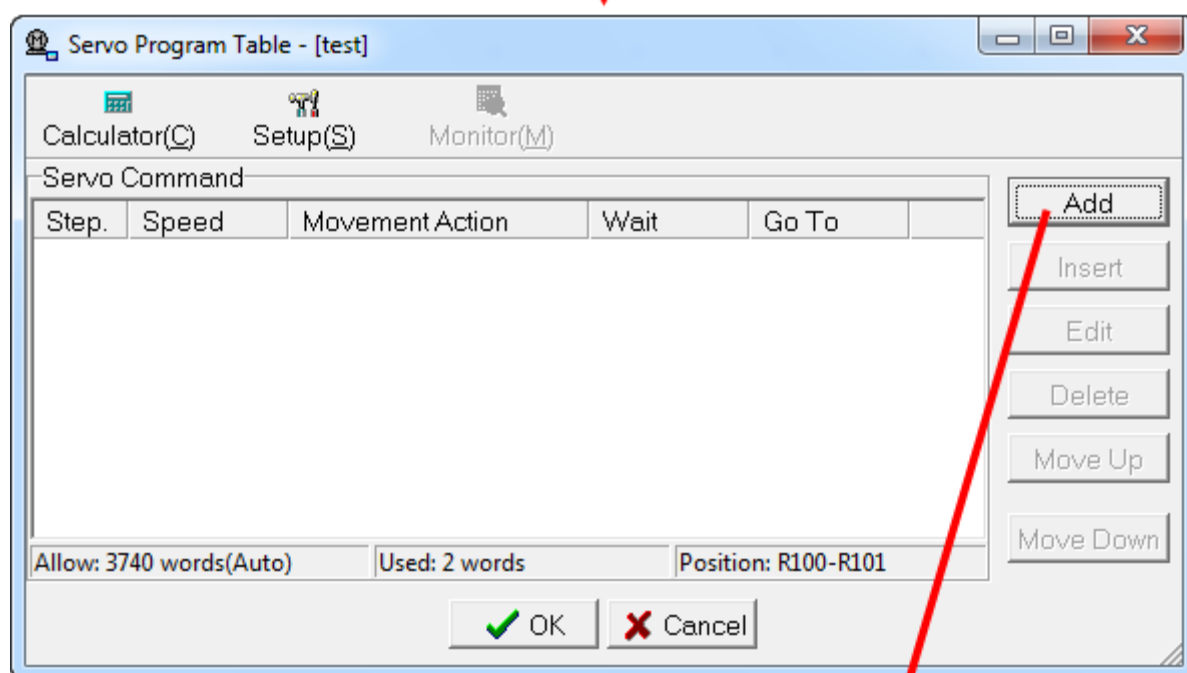 Servo Program Table - [test]
Calculator(C) Setup(S) Monitor(M)
Servo Command
Step. Speed Movement Action Wait Go To
Add
Insert
Edit
Delete
Move Up
Move Down
Allow: 3740 words(Auto) Used: 2 words Position: R100-R101
OK Cancel